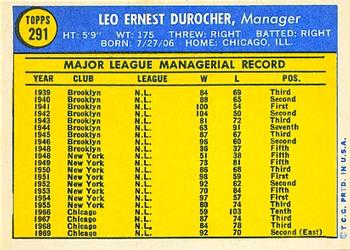 TOPPS
291
LEO ERNEST DUROCHER, Manager
HT: 5'9" WT: 175 THREW: RIGHT BATTED: RIGHT
BORN: 7/27/06 HOME: CHICAGO, ILL.
MAJOR LEAGUE MANAGERIAL RECORD
YEAR CLUB LEAGUE W L POS.
1939 Brooklyn N.L. 84 69 Third
1940 Brooklyn N.L. 88 65 Second
1941 Brooklyn N.L. 100 54 First
1942 Brooklyn N.L. 104 50 Second
1943 Brooklyn N.L. 81 72 Third
1944 Brooklyn N.L. 63 91 Seventh
1945 Brooklyn N.L. 87 67 Third
1946 Brooklyn N.L. 96 60 Second
1948 Brooklyn N.L. 36 37 Fifth
1948 New York N.L. 41 38 Fifth
1949 New York N.L. 73 81 Fifth
1950 New York N.L. 86 68 Third
1951 New York N.L. 98 59 First
1952 New York N.L. 92 62 Second
1953 New York N.L. 70 84 Fifth
1954 New York N.L. 97 57 First
1955 New York N.L. 80 74 Third
1966 Chicago N.L. 59 103 Tenth
1967 Chicago N.L. 87 74 Third
1968 Chicago N.L. 84 78 Third
1969 Chicago N.L. 92 70 Second (East)
© T.C.G. PRTD. IN U.S.A.